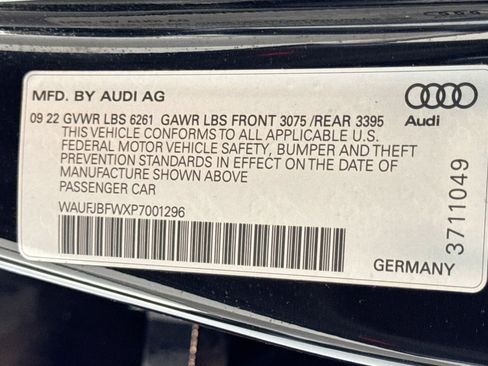 MFD. BY AUDI AG
Audi
09 22 GVWR LBS 6261 GAWR LBS FRONT 3075 /REAR 3395
THIS VEHICLE CONFORMS TO ALL APPLICABLE U.S.
FEDERAL MOTOR VEHICLE SAFETY, BUMPER AND THEFT
PREVENTION STANDARDS IN EFFECT ON THE DATE OF
MANUFACTURE SHOWN ABOVE
PASSENGER CAR
WAUFJBFWXP7001296
GERMANY
3711049